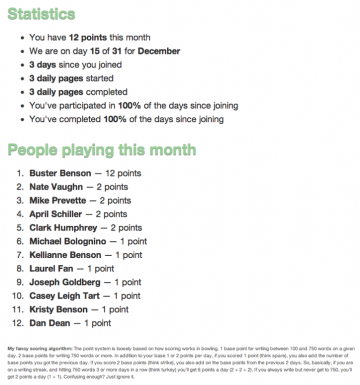 Statistics
You have 12 points this month
We are on day 15 of 31 for December
3 days since you joined
3 daily pages started
3 daily pages completed
You've participated in 100% of the days since joining
You've completed 100% of the days since joining
People playing this month
1. Buster Benson — 12 points
2. Nate Vaughn — 2 points
3. Mike Prevette — 2 points
4. April Schiller — 2 points
5. Clark Humphrey — 2 points
6. Michael Bolognino — 1 point
7. Kellianne Benson — 1 point
8. Laurel Fan — 1 point
9. Joseph Goldberg — 1 point
10. Casey Leigh Tart — 1 point
11. Kristy Benson — 1 point
12. Dan Dean — 1 point
My fancy scoring algorithm: The point system is loosely based on how scoring works in bowling. 1 base point for writing between 100 and 750 words on a given
day. 2 base points for writing 750 words or more. In addition to your base 1 or 2 points per day, if you scored 1 point (think spare), you also add the number of
base points you got the previous day. If you score 2 base points (think strike), you also add on the base points from the previous 2 days. So, basically, if you are
on a writing streak, and hitting 750 words 3 or more days in a row (think turkey) you'll get 6 points a day (2 + 2 + 2). If you always write but never get to 750, you'll
get 2 points a day (1 + 1). Confusing enough? Just ignore it.